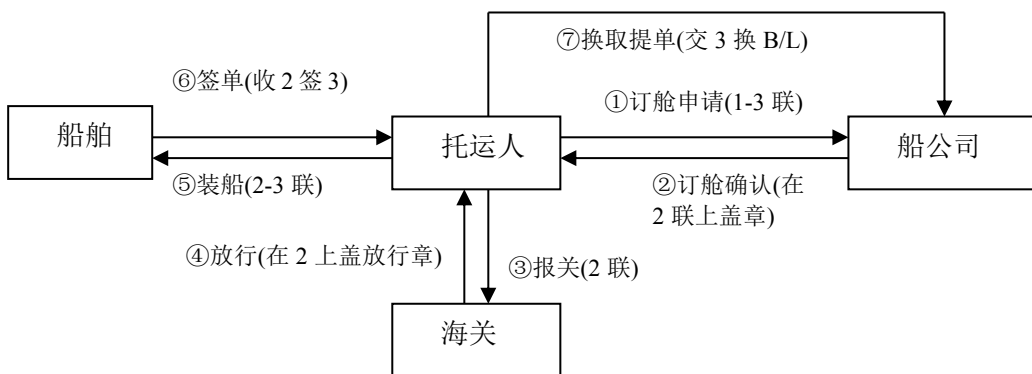 ⑦换取提单(交 3 换 B/L)
⑥签单(收 2 签 3)
①订舱申请(1-3 联)
船舶
托运人
船公司
⑤装船(2-3 联)
②订舱确认(在
2 联上盖章)
④放行(在 2 上盖放行章)
③报关(2 联)
海关